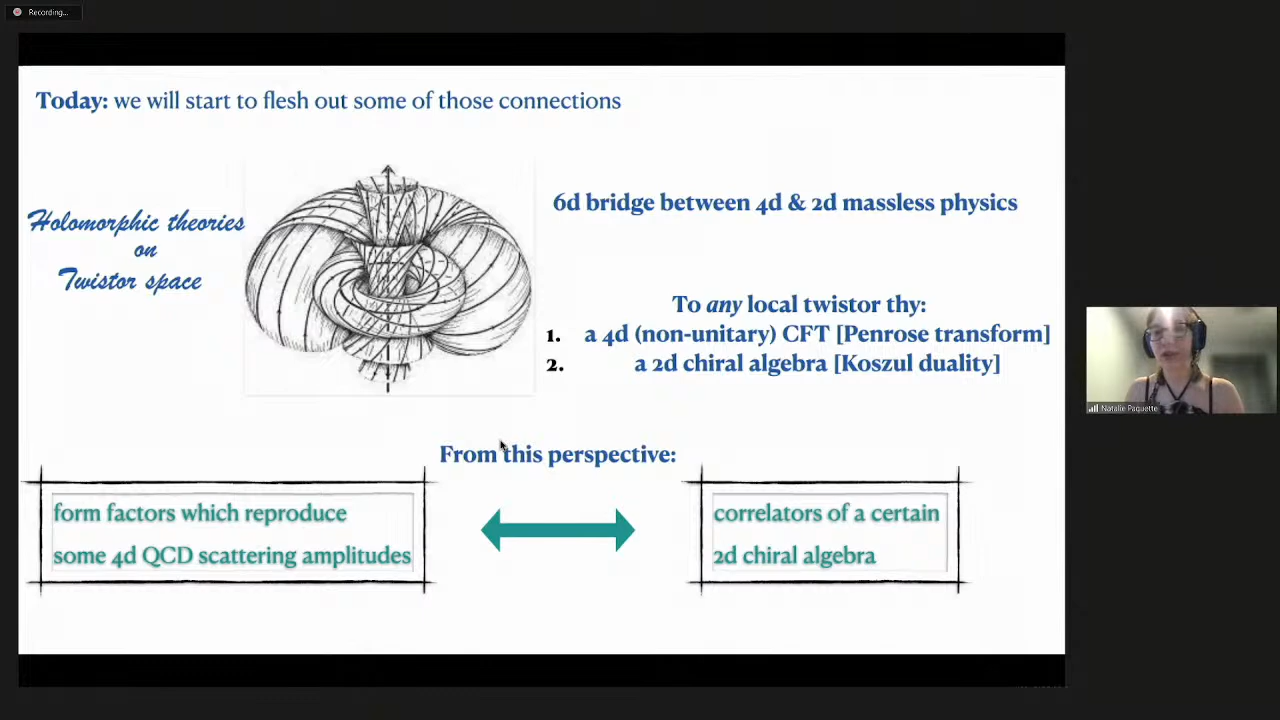 Recording...
Today: we will start to flesh out some of those connections
Holomorphic theories
on
Twistor space
6d bridge between 4d & 2d massless physics
To any local twistor thy:
1. a 4d (non-unitary) CFT [Penrose transform]
2. a 2d chiral algebra [Koszul duality]
Natalie Paquette
From this perspective:
form factors which reproduce
some 4d QCD scattering amplitudes
correlators of a certain
2d chiral algebra